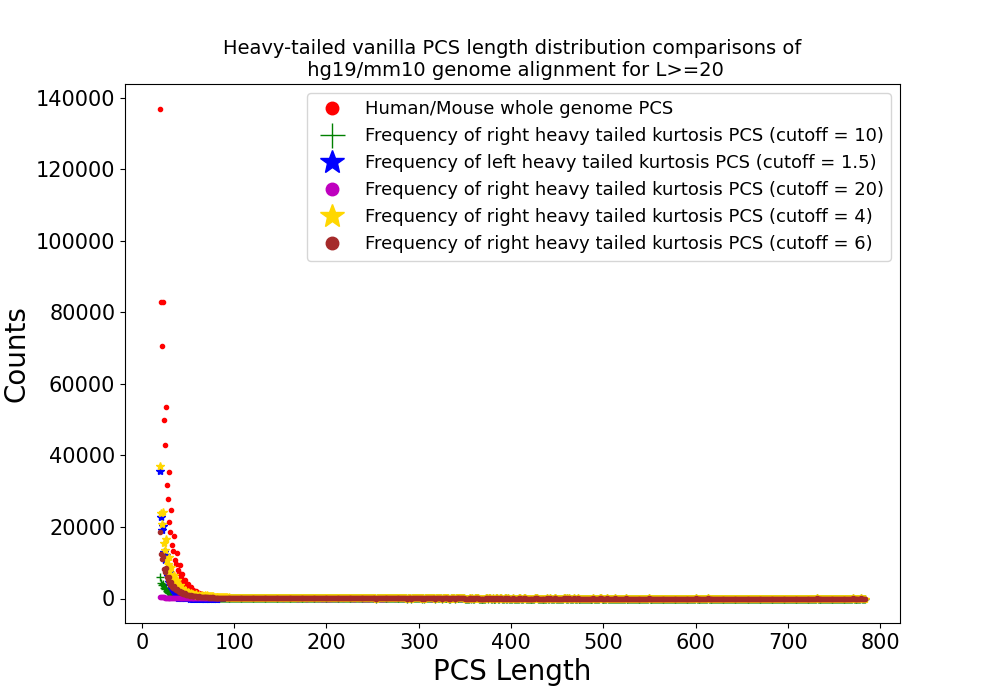 Heavy-tailed vanilla PCS length distribution comparisons of
hg19/mm10 genome alignment for L>=20
140000
120000
100000
80000
60000
40000
20000
0
Counts
Human/Mouse whole genome PCS
Frequency of right heavy tailed kurtosis PCS (cutoff = 10)
Frequency of left heavy tailed kurtosis PCS (cutoff = 1.5)
Frequency of right heavy tailed kurtosis PCS (cutoff = 20)
Frequency of right heavy tailed kurtosis PCS (cutoff = 4)
Frequency of right heavy tailed kurtosis PCS (cutoff = 6)
0 100 200 300 400 500 600 700 800
PCS Length